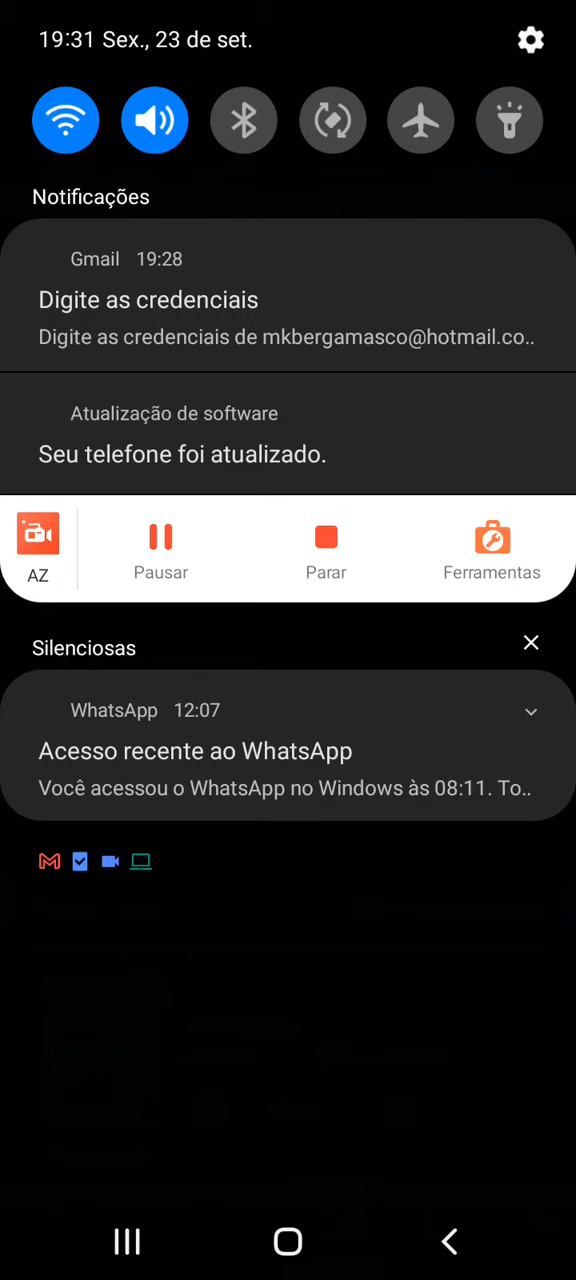 19:31 Sex., 23 de set.
Notificações
Gmail 19:28
Digite as credenciais
Digite as credenciais de mkbergamasco@hotmail.co..
Atualização de software
Seu telefone foi atualizado.
AZ
Pausar
Parar
Ferramentas
Silenciosas
WhatsApp 12:07
Acesso recente ao WhatsApp
Você acessou o WhatsApp no Windows às 08:11. To..